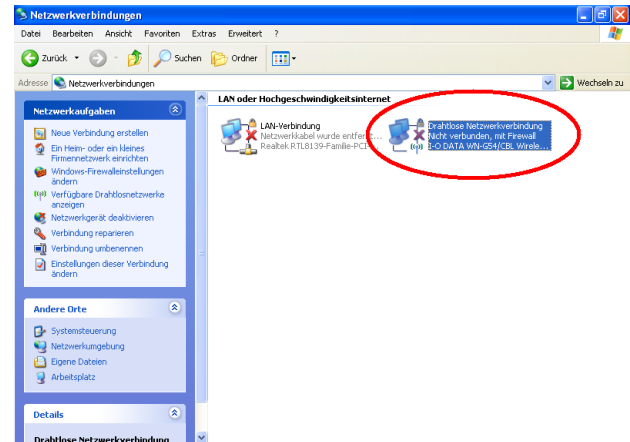 Netzwerkverbindungen
Datei Bearbeiten Ansicht Favoriten Extras Erweitert ?
Zurück Suchen Ordner
Adresse Netzwerkverbindungen Wechseln zu
Netzwerkaufgaben
Neue Verbindung erstellen
Ein Heim- oder ein kleines
Firmennetzwerk einrichten
Windows-Firewalleinstellungen
ändern
Verfügbare Drahtlosnetzwerke
anzeigen
Netzwerkgerät deaktivieren
Verbindung reparieren
Verbindung umbenennen
Einstellungen dieser Verbindung
ändern
Andere Orte
Systemsteuerung
Netzwerkumgebung
Eigene Dateien
Arbeitsplatz
Details
Drahtlose Netzwerkverbindung
LAN oder Hochgeschwindigkeitsinternet
LAN-Verbindung
Netzwerkkabel wurde entfernt...
Realtek RTL8139-Familie-PCI-...
Drahtlose Netzwerkverbindung
Nicht verbunden, mit Firewall
I-O DATA WN-G54/CBL Wirele...